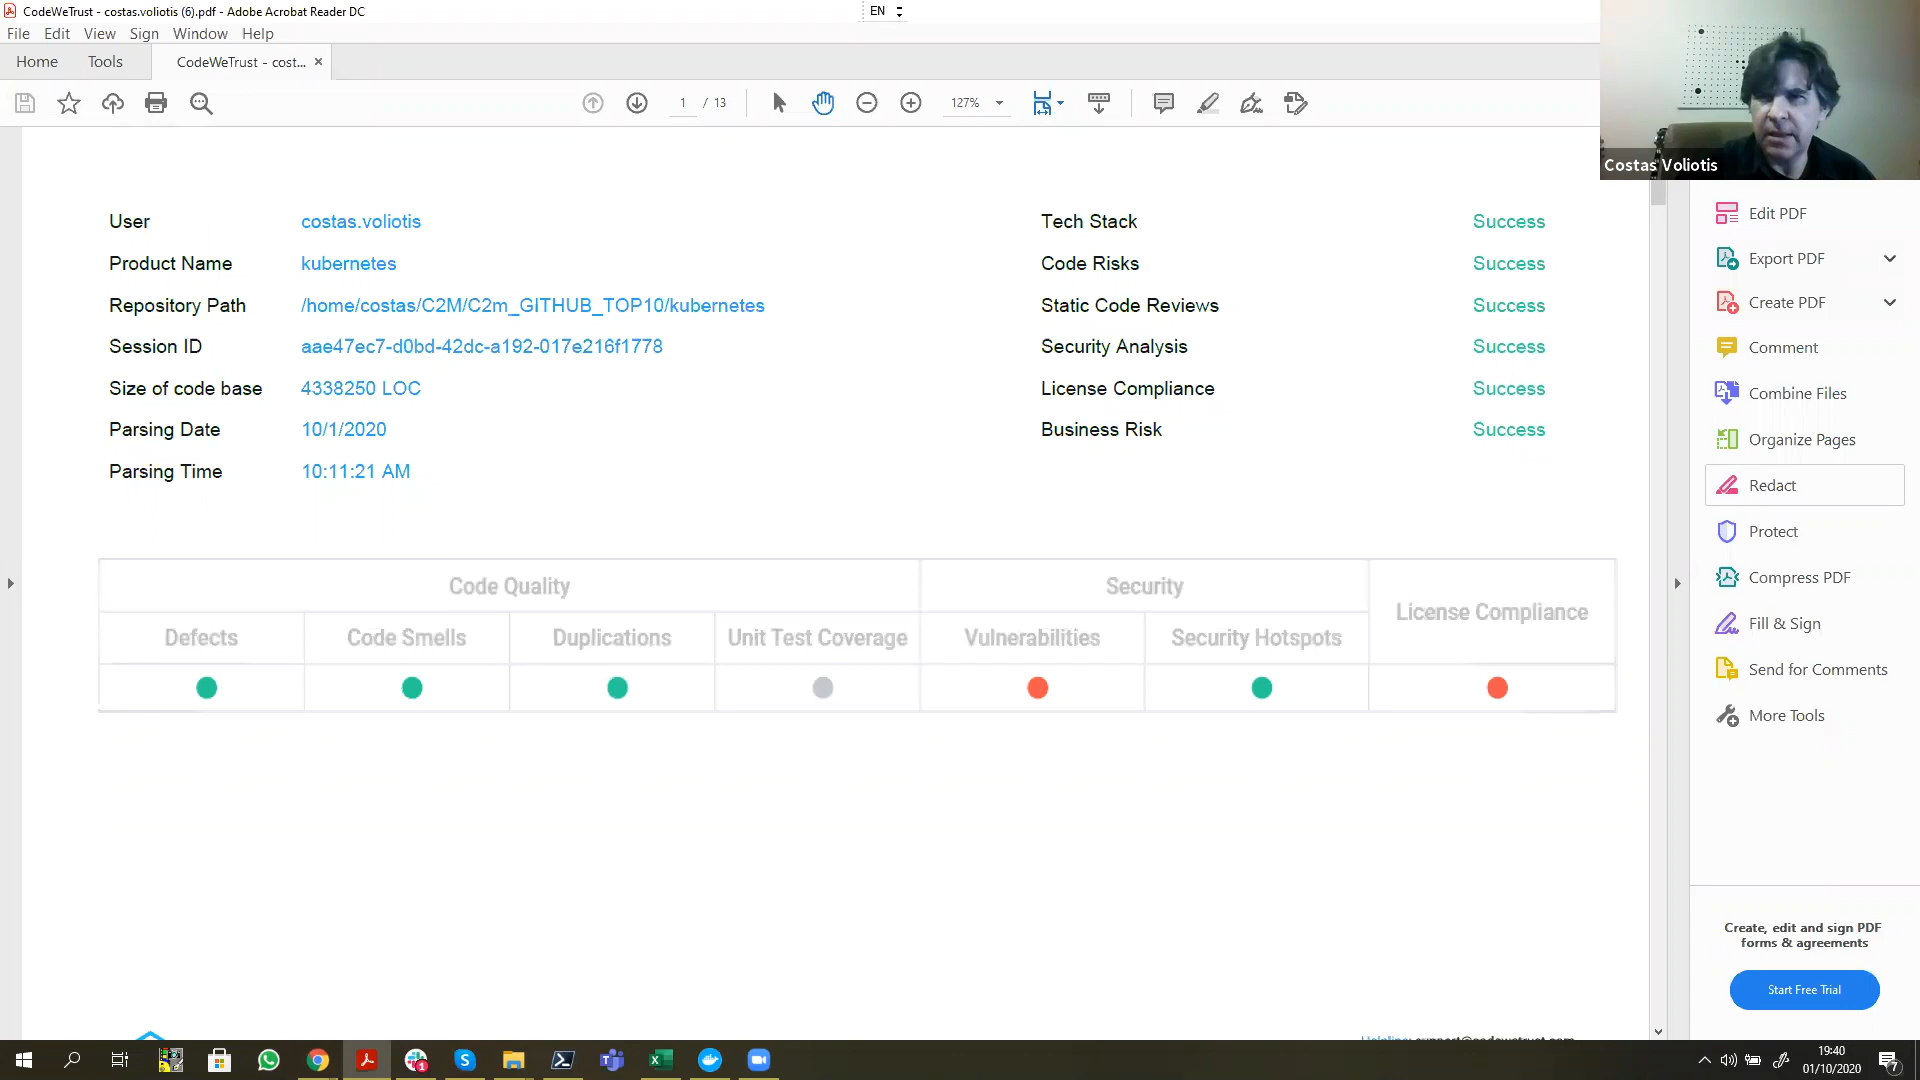 CodeWeTrust - costas.voliotis (6).pdf - Adobe Acrobat Reader DC
EN
File Edit View Sign Window Help
Home Tools CodeWeTrust - cost... ×
1 / 13 127%
Costas Voliotis
User costas.voliotis
Product Name kubernetes
Repository Path /home/costas/C2M/C2m_GITHUB_TOP10/kubernetes
Session ID aae47ec7-d0bd-42dc-a192-017e216f1778
Size of code base 4338250 LOC
Parsing Date 10/1/2020
Parsing Time 10:11:21 AM
Tech Stack Success
Code Risks Success
Static Code Reviews Success
Security Analysis Success
License Compliance Success
Business Risk Success
Code Quality Security License Compliance
Defects Code Smells Duplications Unit Test Coverage Vulnerabilities Security Hotspots
Edit PDF
Export PDF
Create PDF
Comment
Combine Files
Organize Pages
Redact
Protect
Compress PDF
Fill & Sign
Send for Comments
More Tools
Create, edit and sign PDF
forms & agreements
Start Free Trial
1
19:40
01/10/2020
7